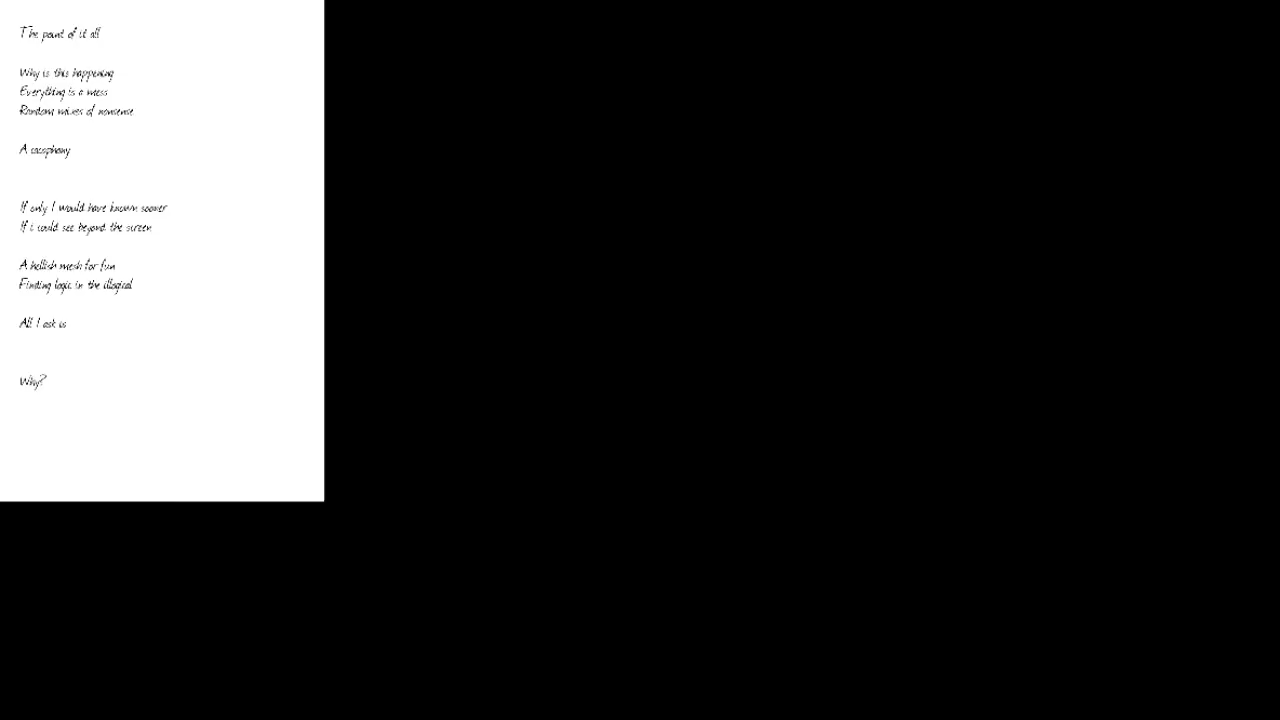 The point of it all
Why is this happening
Everything is a mess
Random mixes of nonsense
A cacophony
If only I would have known sooner
If i could see beyond the screen
A hellish mesh for fun
Finding logic in the illogical
All I ask is
Why?